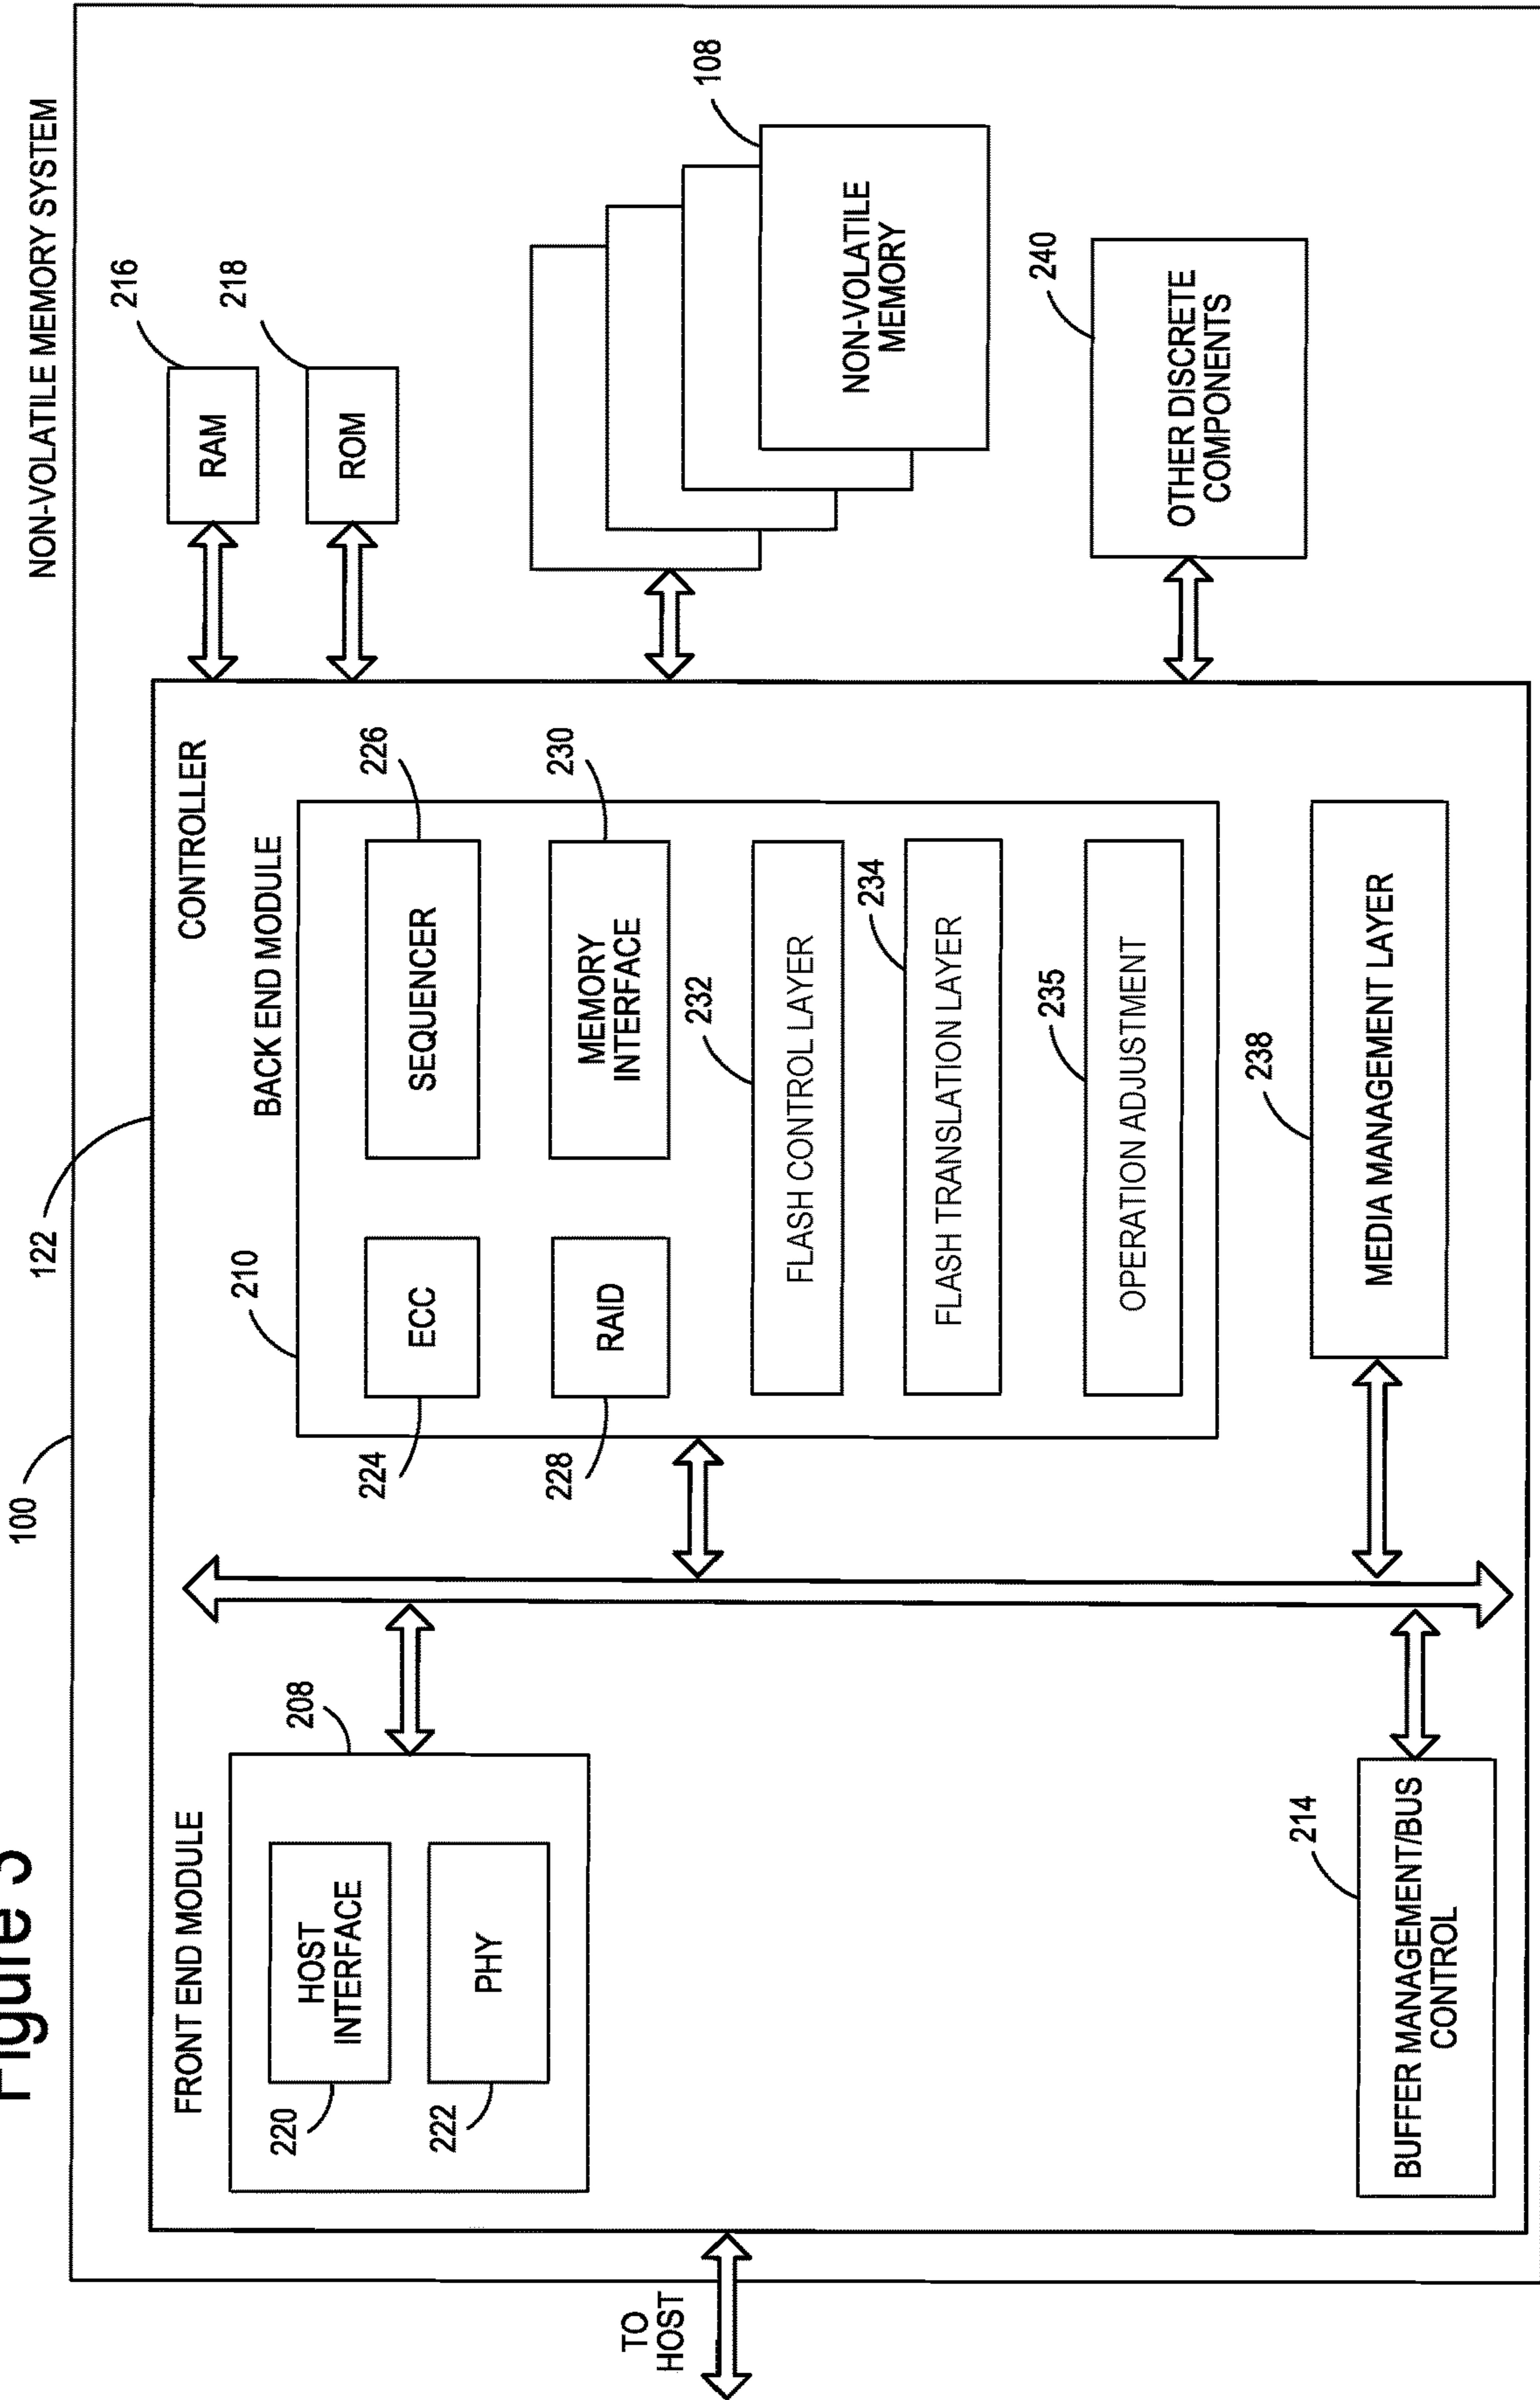 Figure 3
NON-VOLATILE MEMORY SYSTEM
100
122
CONTROLLER
FRONT END MODULE
208
HOST
INTERFACE
220
PHY
222
TO
HOST
BUFFER MANAGEMENT/BUS
CONTROL
214
BACK END MODULE
210
ECC
224
SEQUENCER
226
RAID
228
MEMORY
INTERFACE
230
FLASH CONTROL LAYER
232
FLASH TRANSLATION LAYER
234
OPERATION ADJUSTMENT
235
MEDIA MANAGEMENT LAYER
238
RAM
216
ROM
218
NON-VOLATILE
MEMORY
108
OTHER DISCRETE
COMPONENTS
240